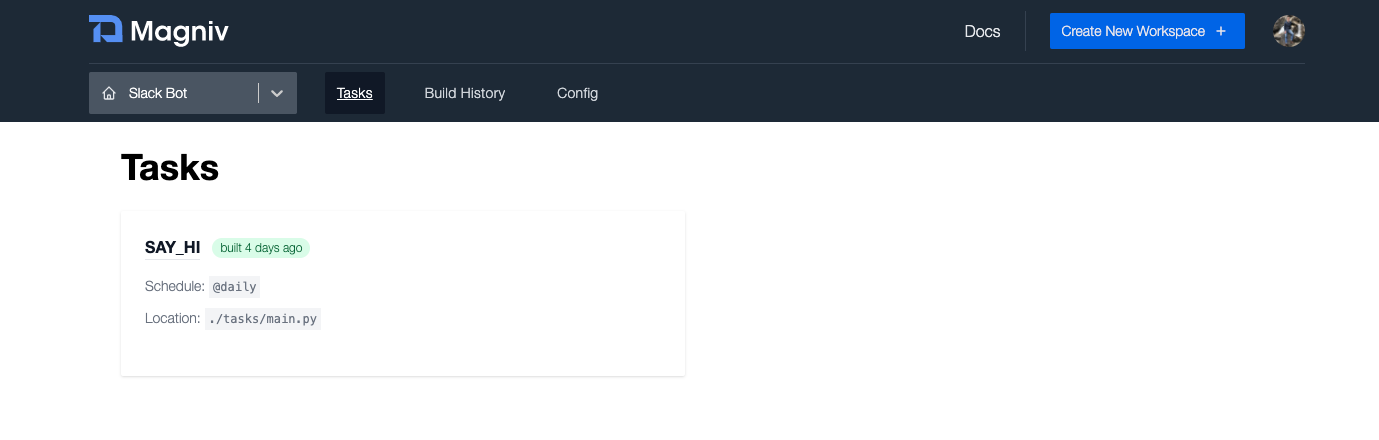 Magniv
Docs
Create New Workspace +
Slack Bot
Tasks
Build History
Config
Tasks
SAY_HI built 4 days ago
Schedule: @daily
Location: ./tasks/main.py